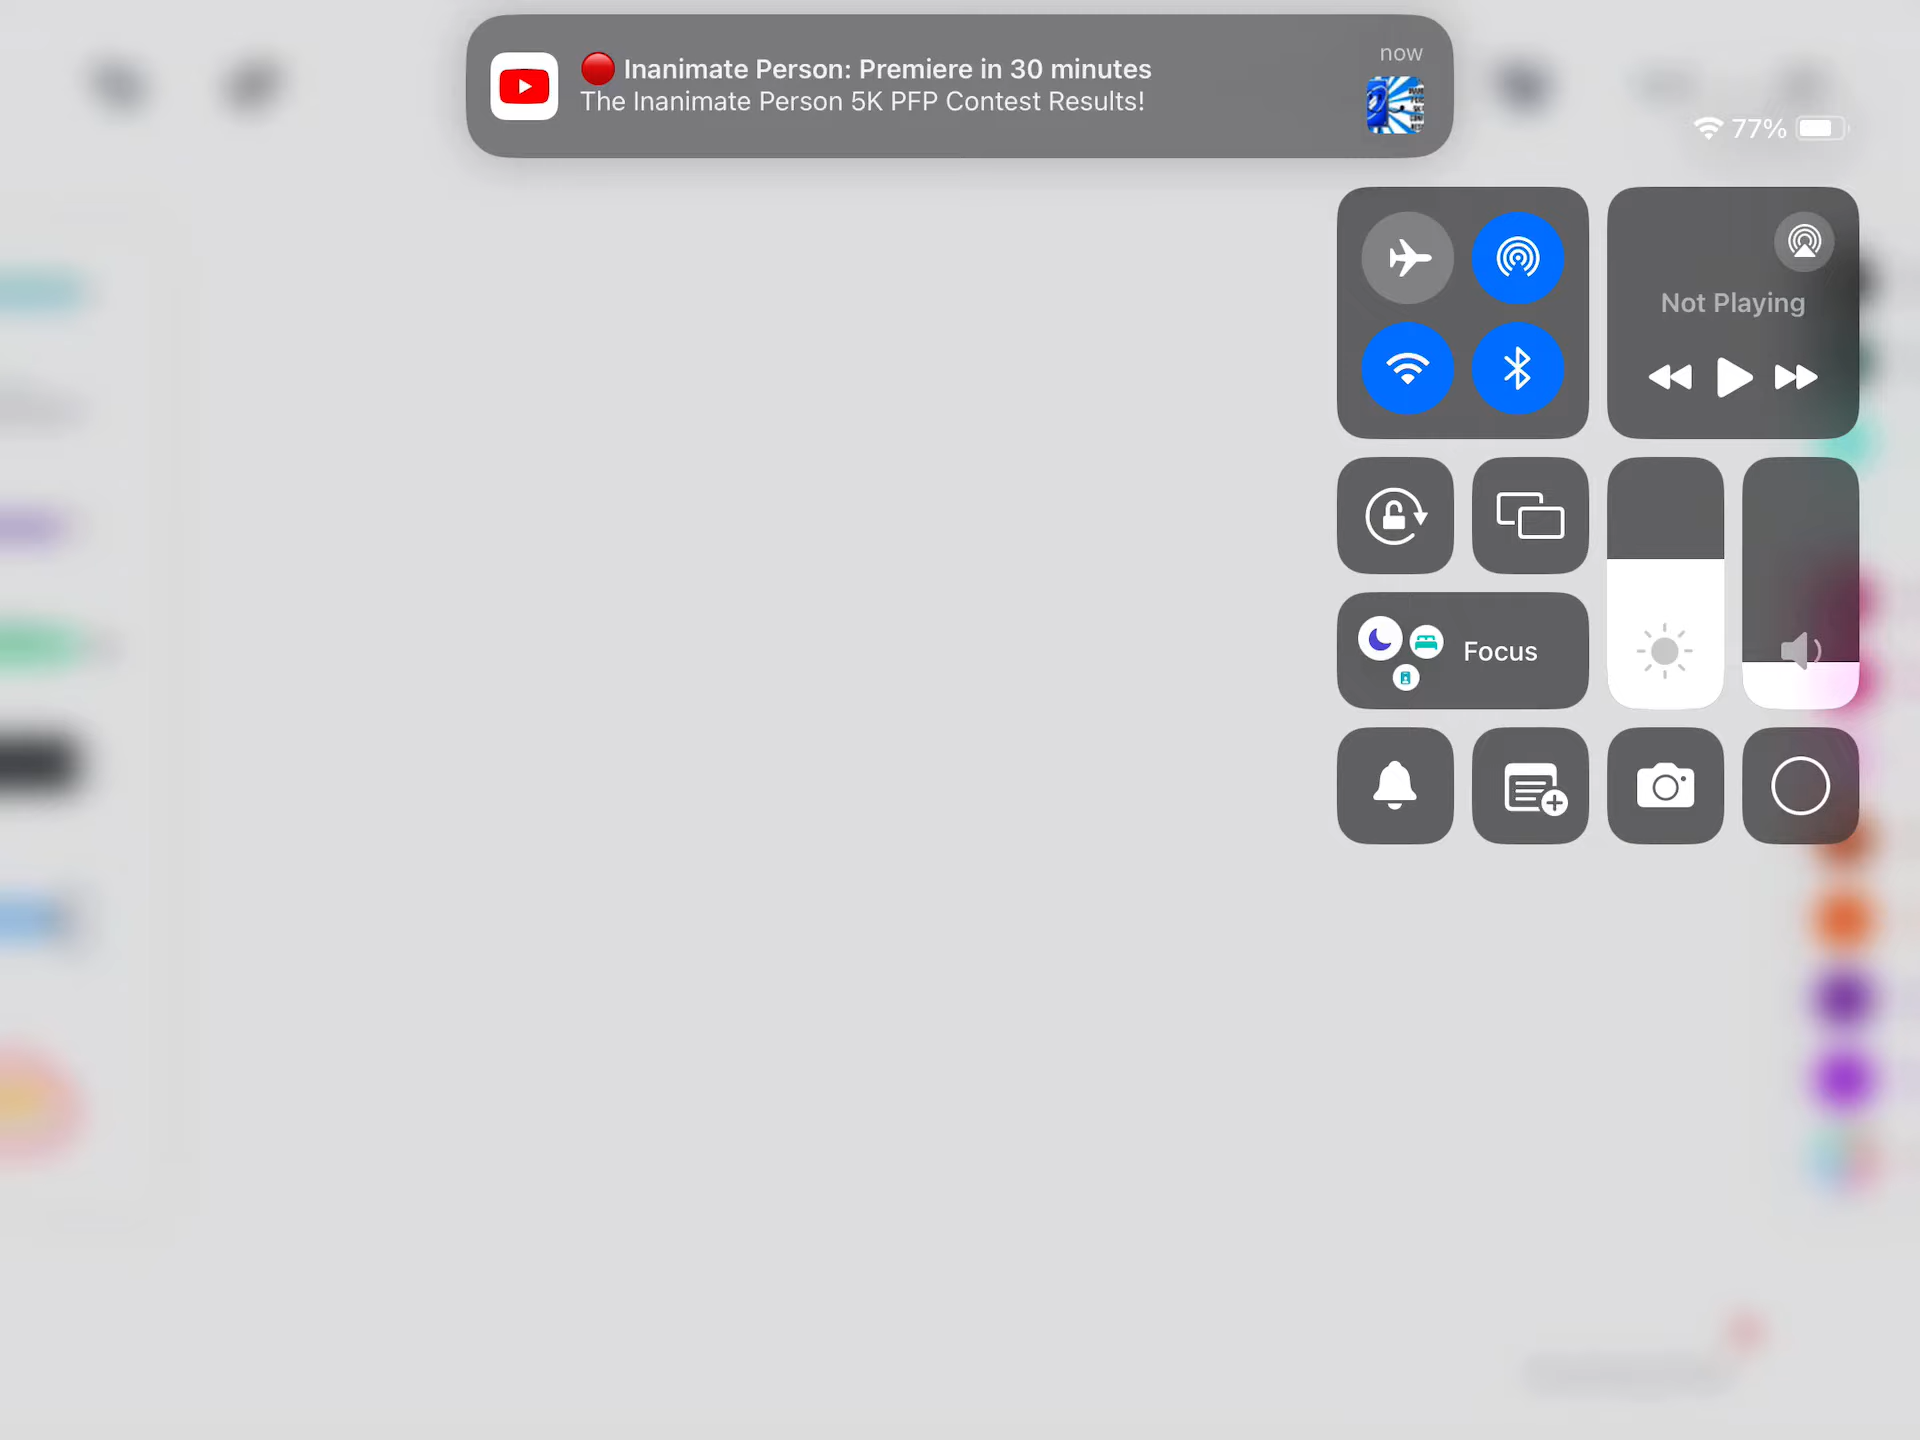 🔴 Inanimate Person: Premiere in 30 minutes
now
The Inanimate Person 5K PFP Contest Results!
77%
Not Playing
Focus